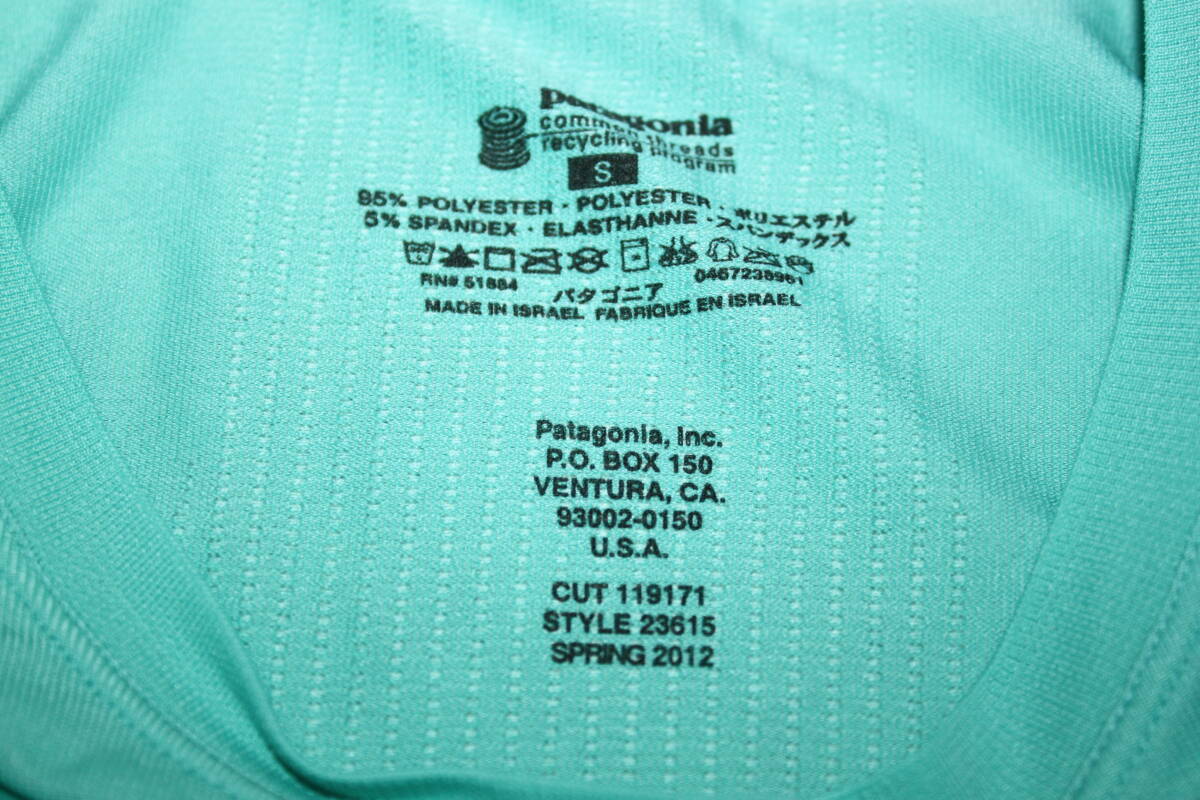 patagonia
common threads
recycling program
S
95% POLYESTER · POLYESTER · ポリエステル
5% SPANDEX · ELASTHANNE · スパンデックス
RN# 51884 0467238961
パタゴニア
MADE IN ISRAEL FABRIQUE EN ISRAEL
Patagonia, Inc.
P.O. BOX 150
VENTURA, CA.
93002-0150
U.S.A.
CUT 119171
STYLE 23615
SPRING 2012